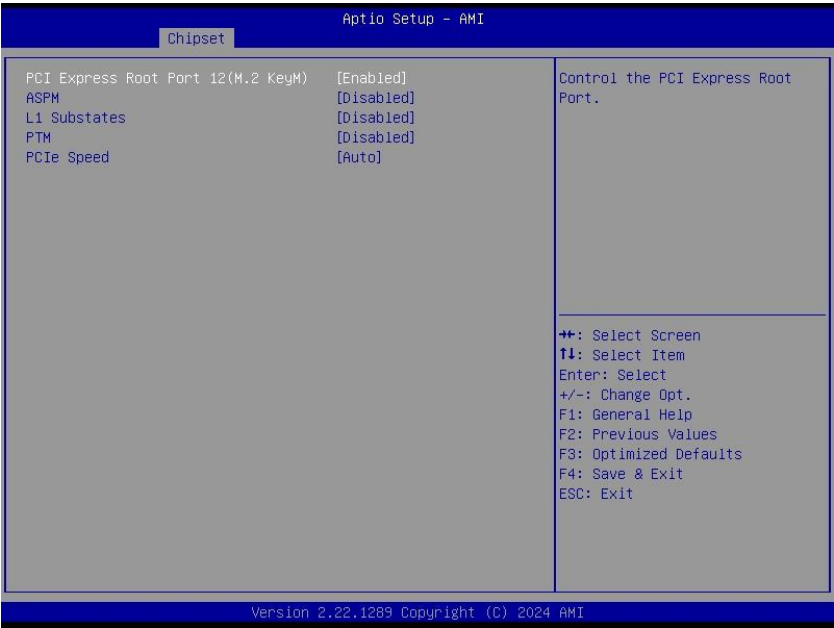 Aptio Setup - AMI
Chipset
PCI Express Root Port 12(M.2 KeyM) [Enabled]
ASPM [Disabled]
L1 Substates [Disabled]
PTM [Disabled]
PCIe Speed [Auto]
Control the PCI Express Root
Port.
→←: Select Screen
↑↓: Select Item
Enter: Select
+/-: Change Opt.
F1: General Help
F2: Previous Values
F3: Optimized Defaults
F4: Save & Exit
ESC: Exit
Version 2.22.1289 Copyright (C) 2024 AMI